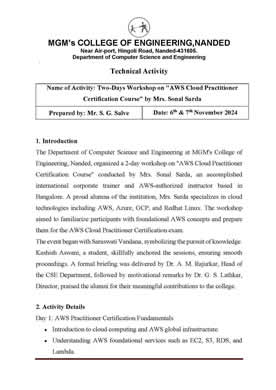 MGM's COLLEGE OF ENGINEERING,NANDED
Near Air-port, Hingoli Road, Nanded-431605.
Department of Computer Science and Engineering
Technical Activity
Name of Activity: Two-Days Workshop on "AWS Cloud Practitioner
Certification Course" by Mrs. Sonal Sarda
Prepared by: Mr. S. G. Salve
Date: 6th & 7th November 2024
1. Introduction
The Department of Computer Science and Engineering at MGM's College of
Engineering, Nanded, organized a 2-day workshop on "AWS Cloud Practitioner
Certification Course" conducted by Mrs. Sonal Sarda, an accomplished
international corporate trainer and AWS-authorized instructor based in
Bangalore. A proud alumna of the institution, Mrs. Sarda specializes in cloud
technologies including AWS, Azure, GCP, and Redhat Linux. The workshop
aimed to familiarize participants with foundational AWS concepts and prepare
them for the AWS Cloud Practitioner Certification exam.
The event began with Saraswati Vandana, symbolizing the pursuit of knowledge.
Kashish Aswani, a student, skillfully anchored the sessions, ensuring smooth
proceedings. A formal briefing was delivered by Dr. A. M. Rajurkar, Head of
the CSE Department, followed by motivational remarks by Dr. G. S. Lathkar,
Director, praised the alumni for their meaningful contributions to the college.
2. Activity Details
Day 1: AWS Practitioner Certification Fundamentals
• Introduction to cloud computing and AWS global infrastructure.
• Understanding AWS foundational services such as EC2, S3, RDS, and
Lambda.